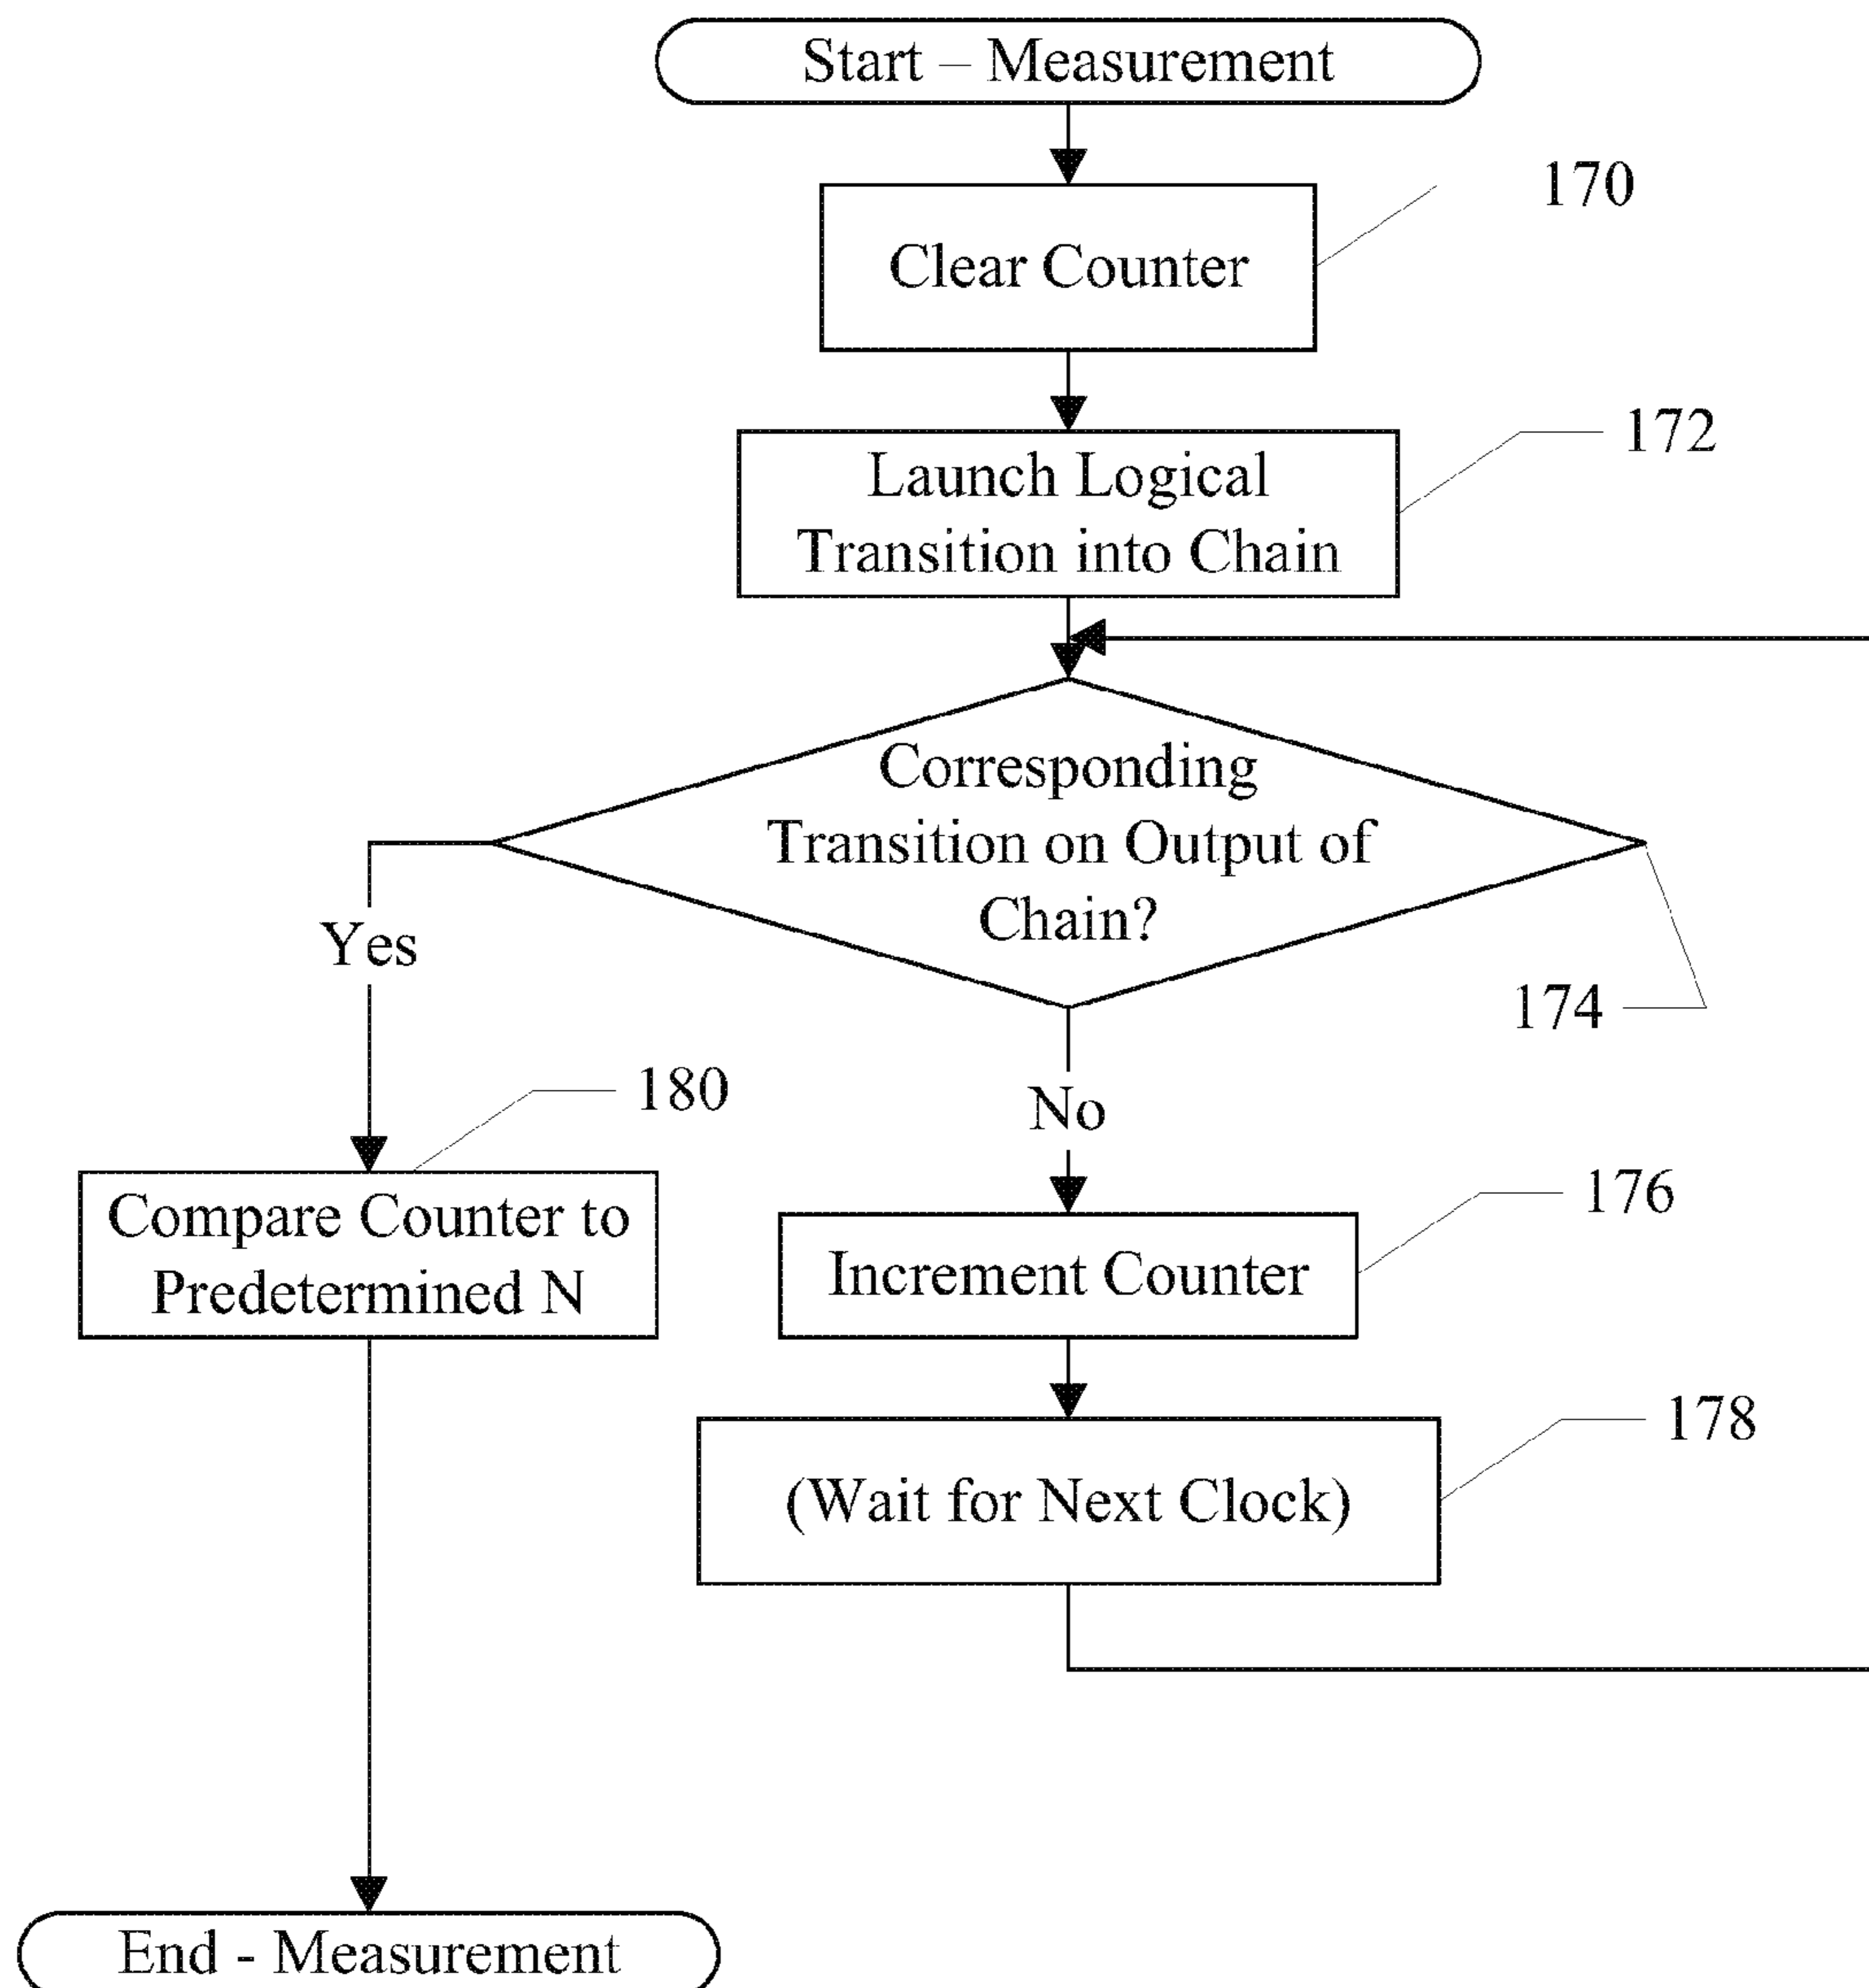 Start – Measurement
170
Clear Counter
172
Launch Logical
Transition into Chain
Corresponding
Transition on Output of
Chain?
174
Yes
No
180
Compare Counter to
Predetermined N
176
Increment Counter
178
(Wait for Next Clock)
End - Measurement